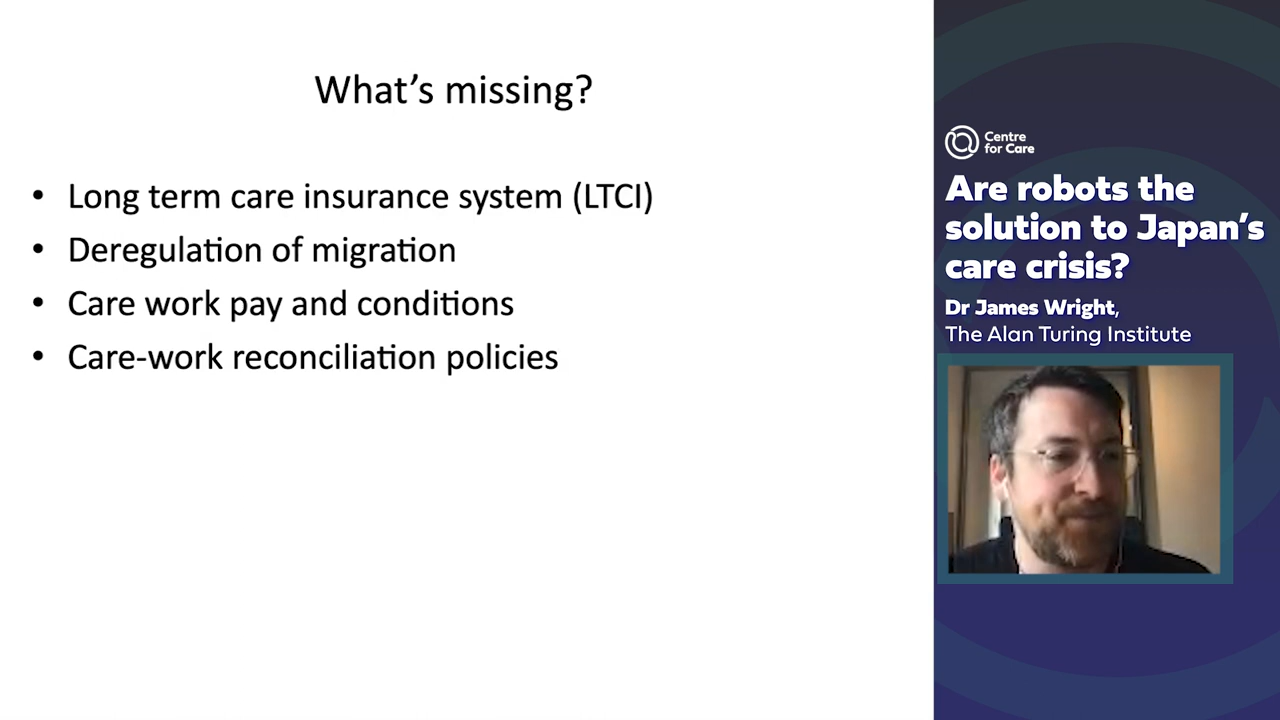 What's missing?
• Long term care insurance system (LTCI)
• Deregulation of migration
• Care work pay and conditions
• Care-work reconciliation policies
Centre
for Care
Are robots the
solution to Japan's
care crisis?
Dr James Wright,
The Alan Turing Institute